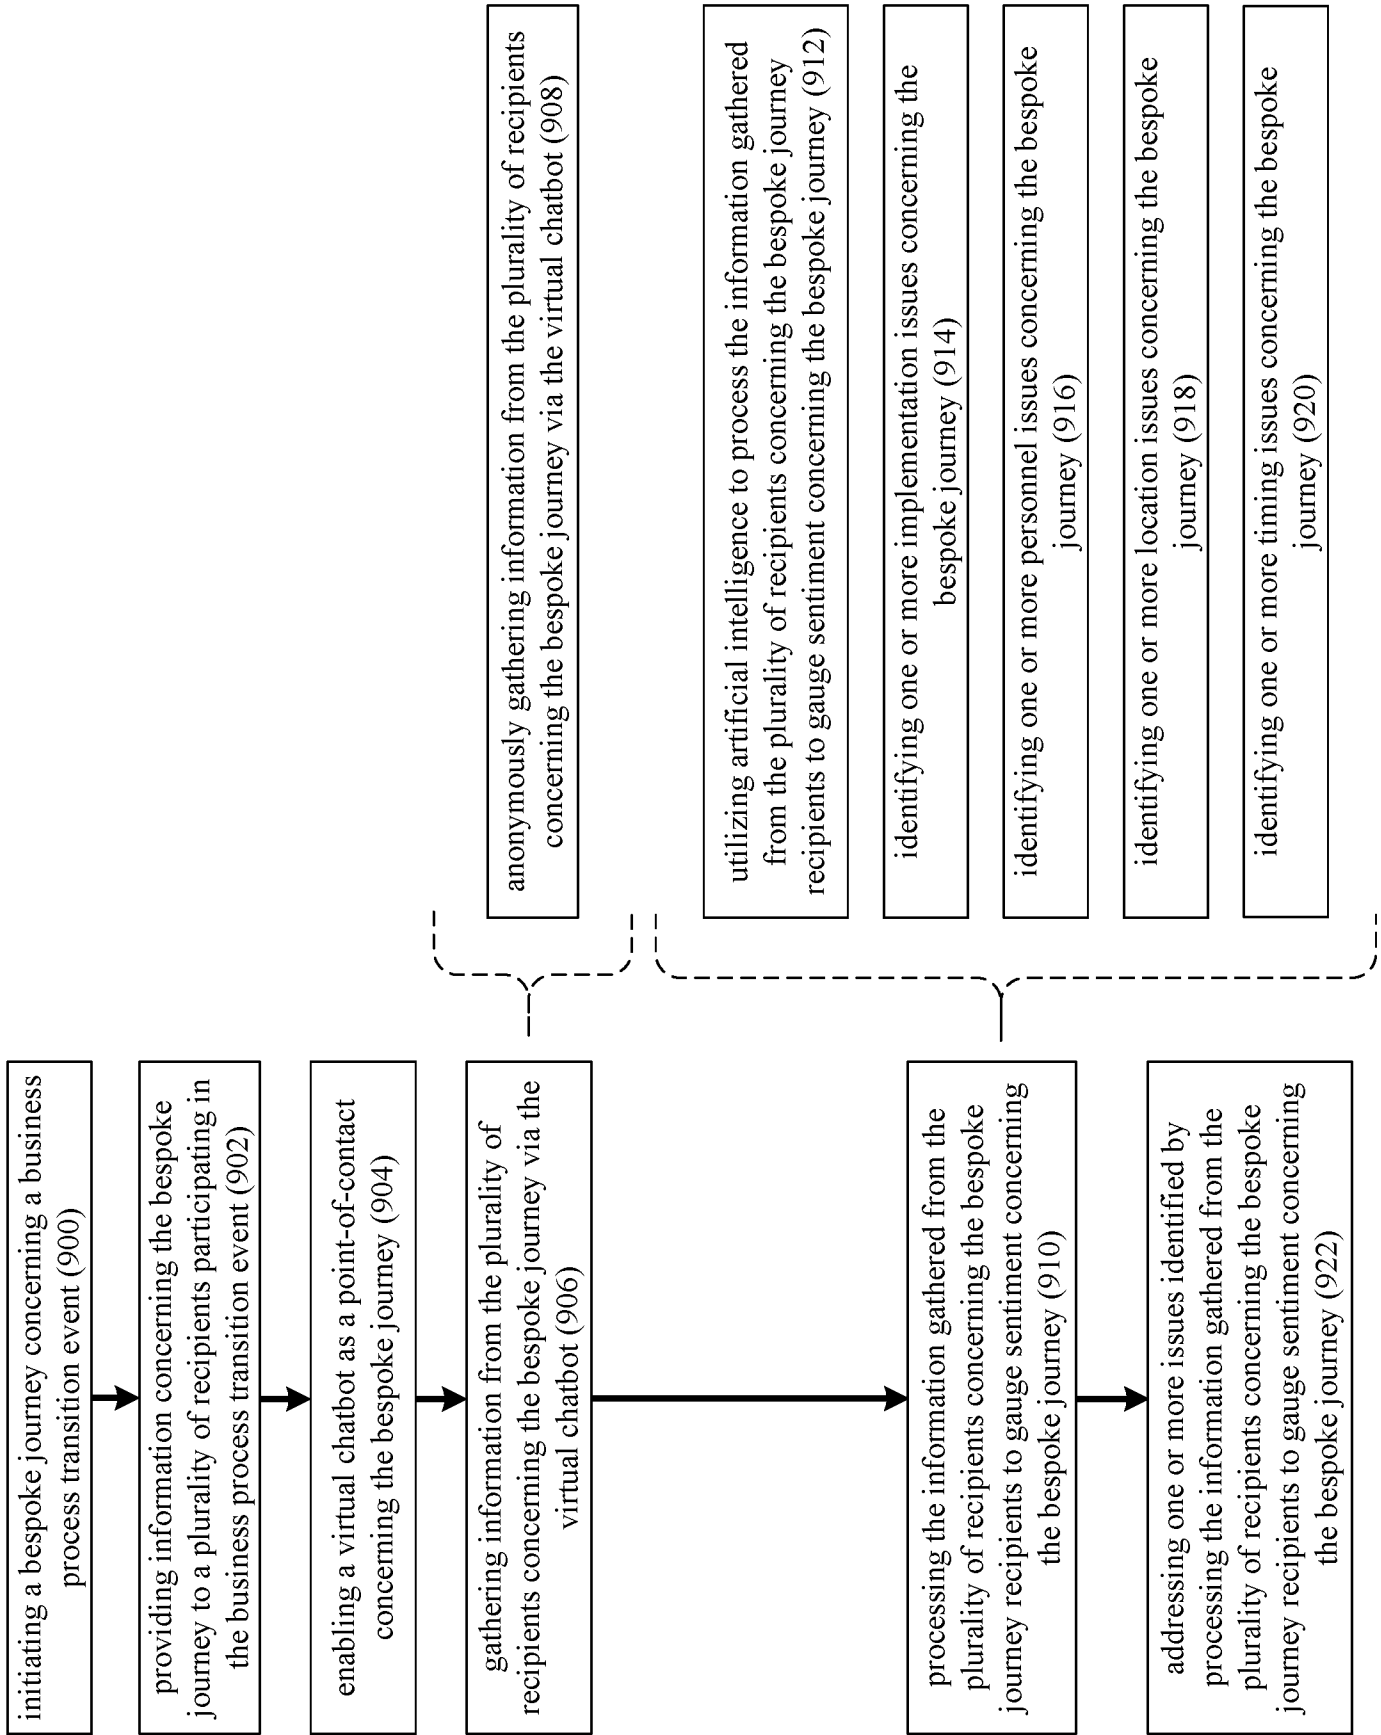 initiating a bespoke journey concerning a business
process transition event (900)
providing information concerning the bespoke
journey to a plurality of recipients participating in
the business process transition event (902)
enabling a virtual chatbot as a point-of-contact
concerning the bespoke journey (904)
gathering information from the plurality of
recipients concerning the bespoke journey via the
virtual chatbot (906)
anonymously gathering information from the plurality of recipients
concerning the bespoke journey via the virtual chatbot (908)
processing the information gathered from the
plurality of recipients concerning the bespoke
journey recipients to gauge sentiment concerning
the bespoke journey (910)
utilizing artificial intelligence to process the information gathered
from the plurality of recipients concerning the bespoke journey
recipients to gauge sentiment concerning the bespoke journey (912)
identifying one or more implementation issues concerning the
bespoke journey (914)
identifying one or more personnel issues concerning the bespoke
journey (916)
identifying one or more location issues concerning the bespoke
journey (918)
identifying one or more timing issues concerning the bespoke
journey (920)
addressing one or more issues identified by
processing the information gathered from the
plurality of recipients concerning the bespoke
journey recipients to gauge sentiment concerning
the bespoke journey (922)